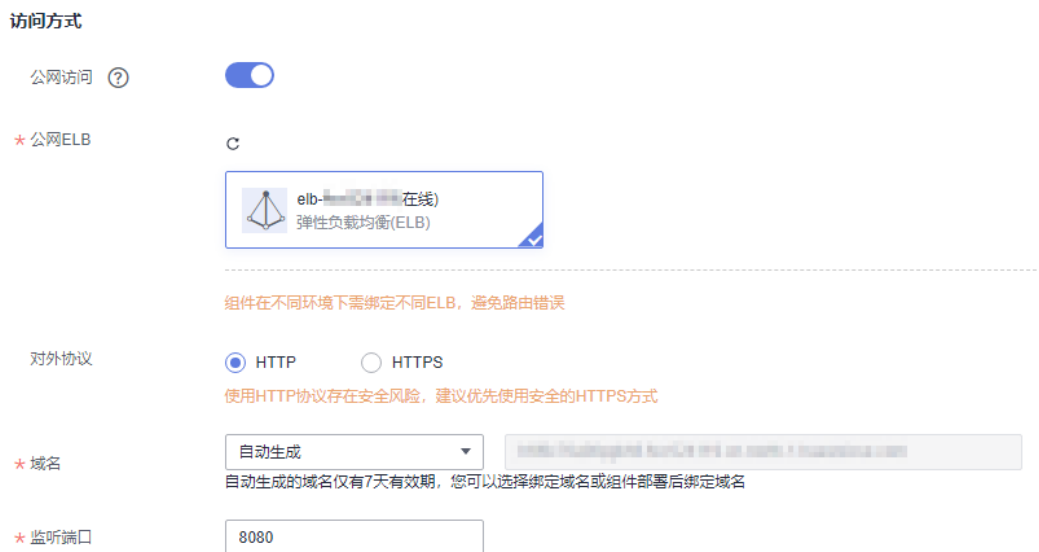 访问方式
公网访问 ?
* 公网ELB
elb- 在线)
弹性负载均衡(ELB)
组件在不同环境下需绑定不同ELB，避免路由错误
对外协议 HTTP HTTPS
使用HTTP协议存在安全风险，建议优先使用安全的HTTPS方式
* 域名 自动生成
自动生成的域名仅有7天有效期，您可以选择绑定域名或组件部署后绑定域名
* 监听端口 8080